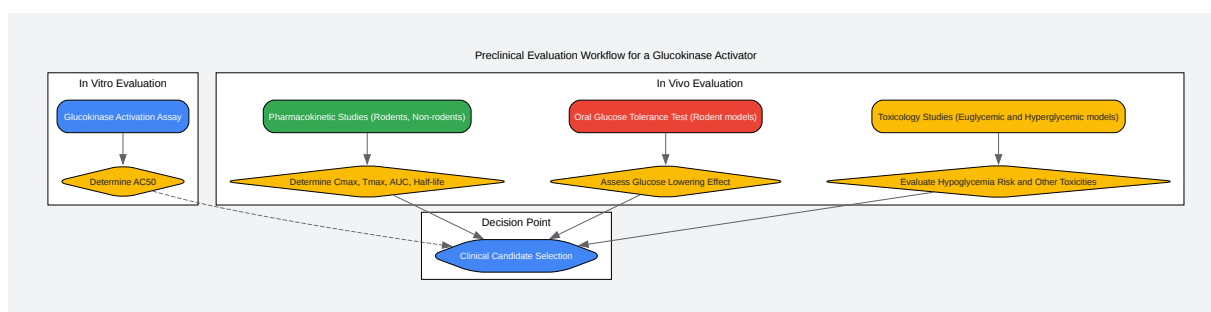 Preclinical Evaluation Workflow for a Glucokinase Activator
In Vitro Evaluation
Glucokinase Activation Assay
Determine AC50
In Vivo Evaluation
Pharmacokinetic Studies (Rodents, Non-rodents)
Oral Glucose Tolerance Test (Rodent models)
Toxicology Studies (Euglycemic and Hyperglycemic models)
Determine Cmax, Tmax, AUC, Half-life
Assess Glucose Lowering Effect
Evaluate Hypoglycemia Risk and Other Toxicities
Decision Point
Clinical Candidate Selection